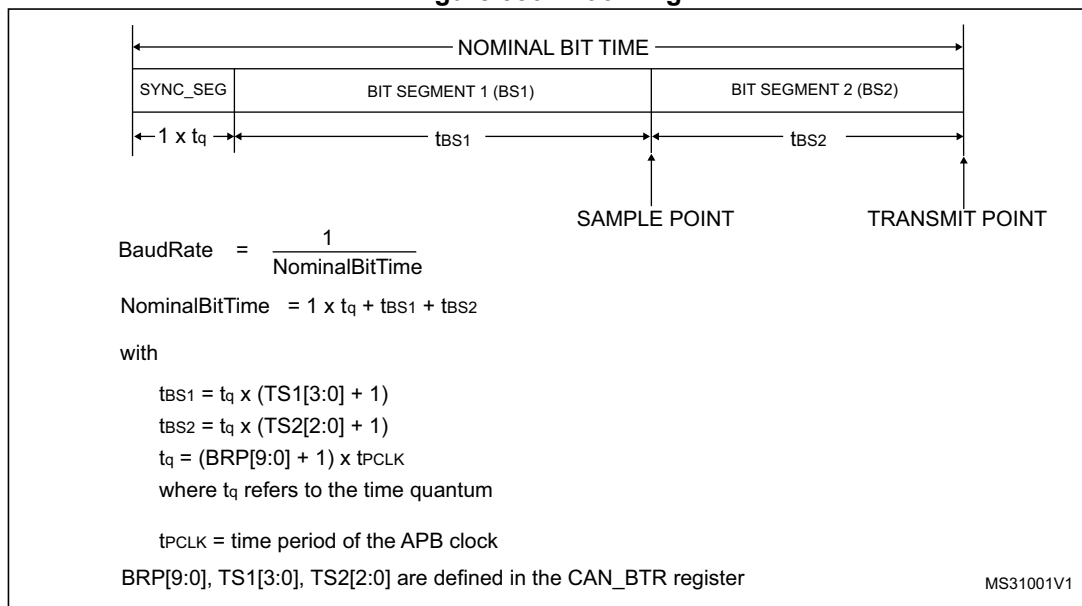 NOMINAL BIT TIME
SYNC_SEG BIT SEGMENT 1 (BS1) BIT SEGMENT 2 (BS2)
1 x tq tBS1 tBS2
SAMPLE POINT TRANSMIT POINT
BaudRate = 1
NominalBitTime
NominalBitTime = 1 x tq + tBS1 + tBS2
with
tBS1 = tq x (TS1[3:0] + 1)
tBS2 = tq x (TS2[2:0] + 1)
tq = (BRP[9:0] + 1) x tPCLK
where tq refers to the time quantum
tPCLK = time period of the APB clock
BRP[9:0], TS1[3:0], TS2[2:0] are defined in the CAN_BTR register
MS31001V1